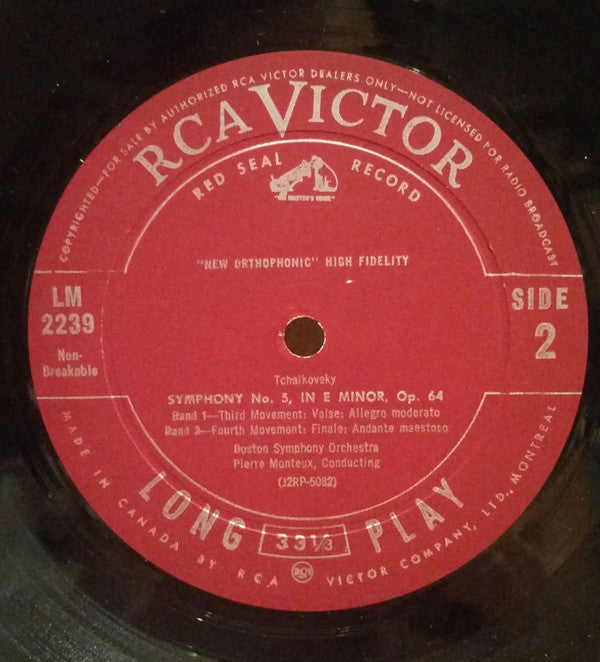 COPYRIGHTED—FOR SALE BY AUTHORIZED RCA VICTOR DEALERS ONLY—NOT LICENSED FOR RADIO BROADCAST
RCA VICTOR
RED SEAL RECORD
"HIS MASTER'S VOICE"
"NEW ORTHOPHONIC" HIGH FIDELITY
LM
2239
Non-
Breakable
SIDE
2
Tchaikovsky
SYMPHONY No. 5, IN E MINOR, Op. 64
Band 1—Third Movement: Valse: Allegro moderato
Band 2—Fourth Movement: Finale: Andante maestoso
Boston Symphony Orchestra
Pierre Monteux, Conducting
(J2RP-5082)
LONG 33 1/3 PLAY
MADE IN CANADA BY RCA RCA VICTOR COMPANY, LTD., MONTREAL